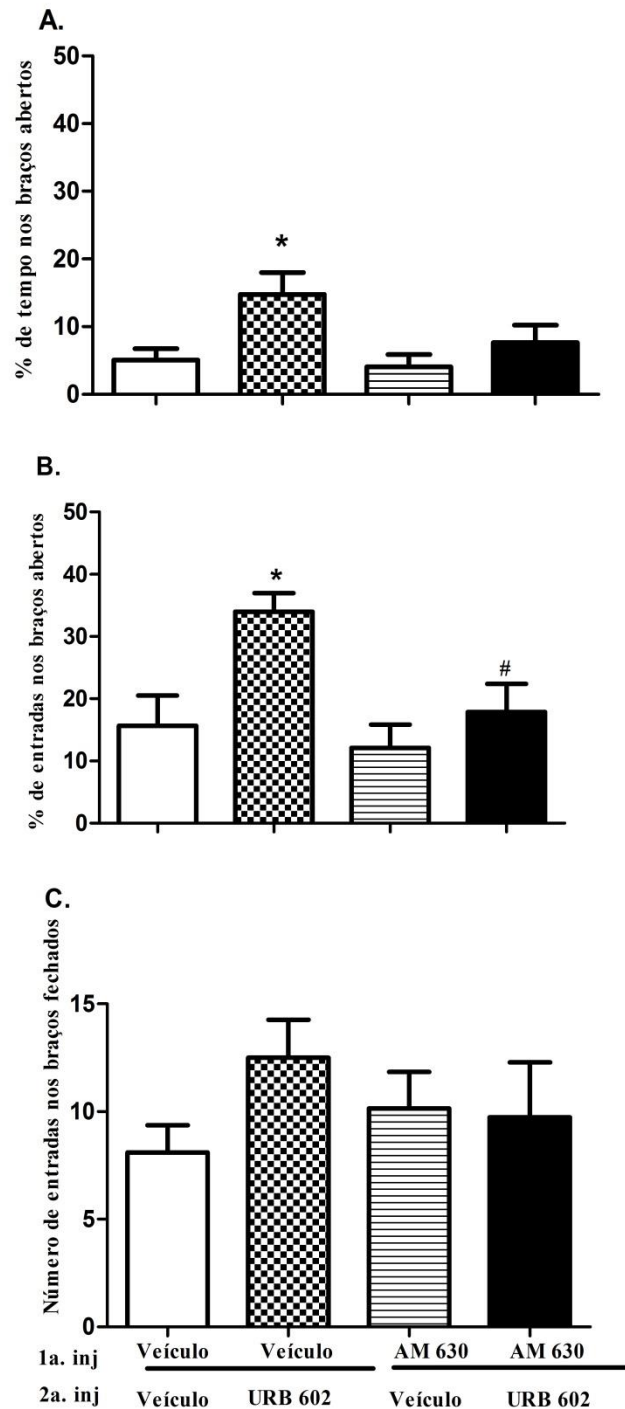 A.
% de tempo nos braços abertos
50
40
30
20
*
10
0
B.
% de entradas nos braços abertos
50
40
*
30
20
#
10
0
C.
Número de entradas nos braços fechados
15
10
5
0
1a. inj Veículo Veículo AM 630 AM 630
2a. inj Veículo URB 602 Veículo URB 602